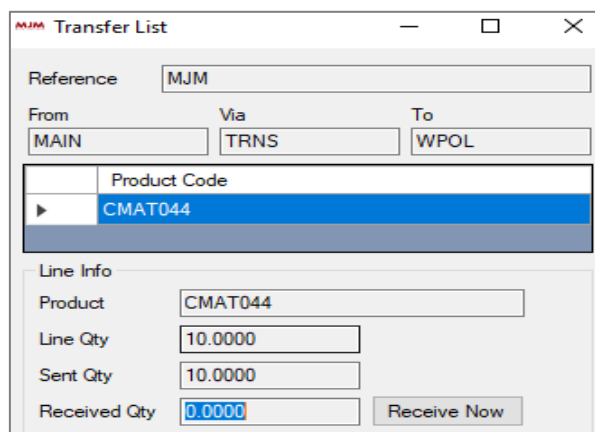 MJM Transfer List
Reference MJM
From Via To
MAIN TRNS WPOL
Product Code
CMAT044
Line Info
Product CMAT044
Line Qty 10.0000
Sent Qty 10.0000
Received Qty 0.0000 Receive Now